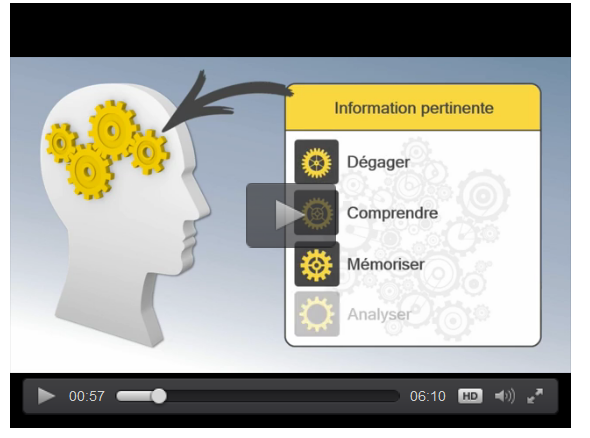 Information pertinente
Dégager
Comprendre
Mémoriser
Analyser
00:57 06:10 HD